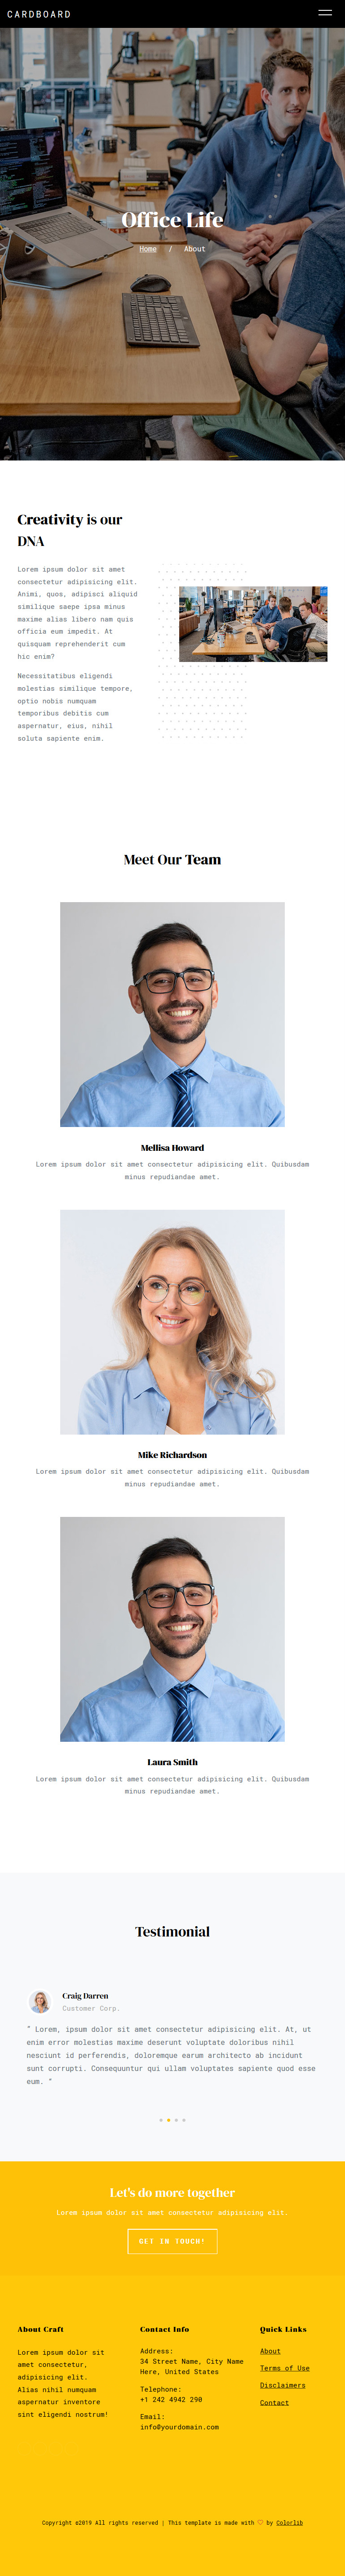 CARDBOARD
Office Life
Home / About
Creativity is our
DNA
Lorem ipsum dolor sit amet
consectetur adipisicing elit.
Animi, quos, adipisci aliquid
similique saepe ipsa minus
maxime alias libero nam quis
officia eum impedit. At
quisquam reprehenderit cum
hic enim?
Necessitatibus eligendi
molestias similique tempore,
optio nobis numquam
temporibus debitis cum
aspernatur, eius, nihil
soluta sapiente enim.
Meet Our Team
Mellisa Howard
Lorem ipsum dolor sit amet consectetur adipisicing elit. Quibusdam
minus repudiandae amet.
Mike Richardson
Lorem ipsum dolor sit amet consectetur adipisicing elit. Quibusdam
minus repudiandae amet.
Laura Smith
Lorem ipsum dolor sit amet consectetur adipisicing elit. Quibusdam
minus repudiandae amet.
Testimonial
Craig Darren
Customer Corp.
" Lorem, ipsum dolor sit amet consectetur adipisicing elit. At, ut
enim error molestias maxime deserunt voluptate doloribus nihil
nesciunt id perferendis, doloremque earum architecto ab incidunt
sunt corrupti. Consequuntur qui ullam voluptates sapiente quod esse
eum. "
Let's do more together
Lorem ipsum dolor sit amet consectetur adipisicing elit.
GET IN TOUCH!
About Craft
Lorem ipsum dolor sit
amet consectetur,
adipisicing elit.
Alias nihil numquam
aspernatur inventore
sint eligendi nostrum!
Contact Info
Address:
34 Street Name, City Name
Here, United States
Telephone:
+1 242 4942 290
Email:
info@yourdomain.com
Quick Links
About
Terms of Use
Disclaimers
Contact
Copyright ©2019 All rights reserved | This template is made with ♡ by Colorlib